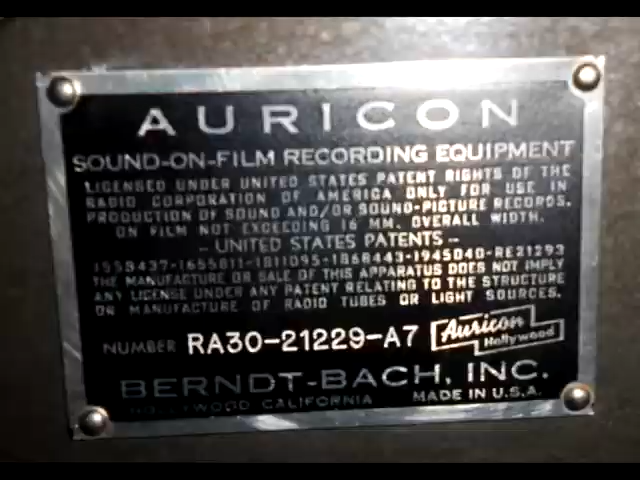 AURICON
SOUND-ON-FILM RECORDING EQUIPMENT
LICENSED UNDER UNITED STATES PATENT RIGHTS OF THE
RADIO CORPORATION OF AMERICA ONLY FOR USE IN
PRODUCTION OF SOUND AND/OR SOUND-PICTURE RECORDS,
ON FILM NOT EXCEEDING 16 MM. OVERALL WIDTH.
- UNITED STATES PATENTS -
1558437-1655811-1811095-1868443-1945040-RE21293
THE MANUFACTURE OR SALE OF THIS APPARATUS DOES NOT IMPLY
ANY LICENSE UNDER ANY PATENT RELATING TO THE STRUCTURE
OR MANUFACTURE OF RADIO TUBES OR LIGHT SOURCES.
NUMBER RA30-21229-A7 Auricon Hollywood
BERNDT-BACH, INC.
HOLLYWOOD CALIFORNIA MADE IN U.S.A.